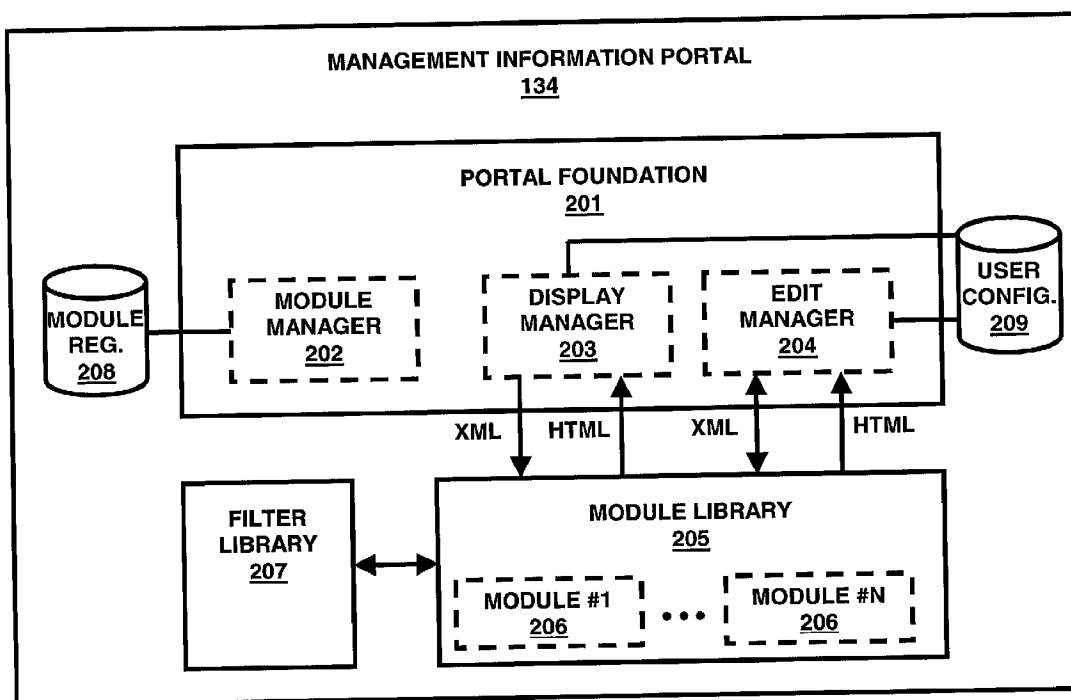 MANAGEMENT INFORMATION PORTAL
134
PORTAL FOUNDATION
201
MODULE
REG.
208
MODULE
MANAGER
202
DISPLAY
MANAGER
203
EDIT
MANAGER
204
USER
CONFIG.
209
XML
HTML
XML
HTML
FILTER
LIBRARY
207
MODULE LIBRARY
205
MODULE #1
206
MODULE #N
206